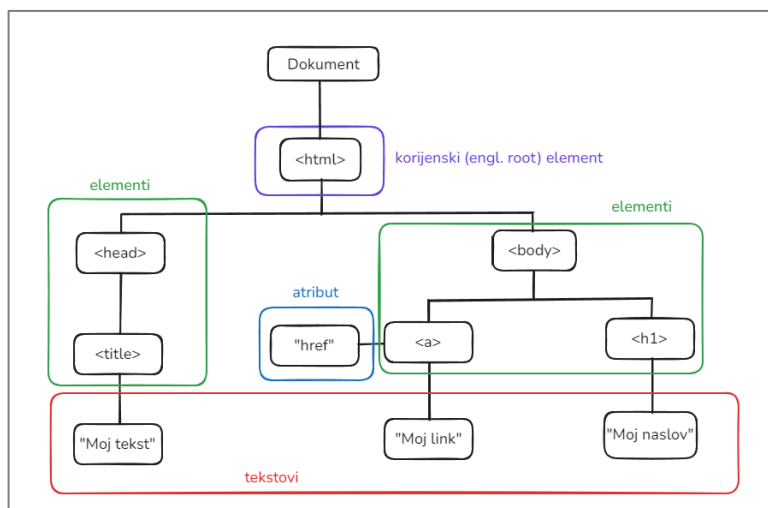 Dokument
<html>
korijenski (engl. root) element
elementi
elementi
<head>
<body>
atribut
"href"
<a>
<h1>
<title>
"Moj tekst"
"Moj link"
"Moj naslov"
tekstovi